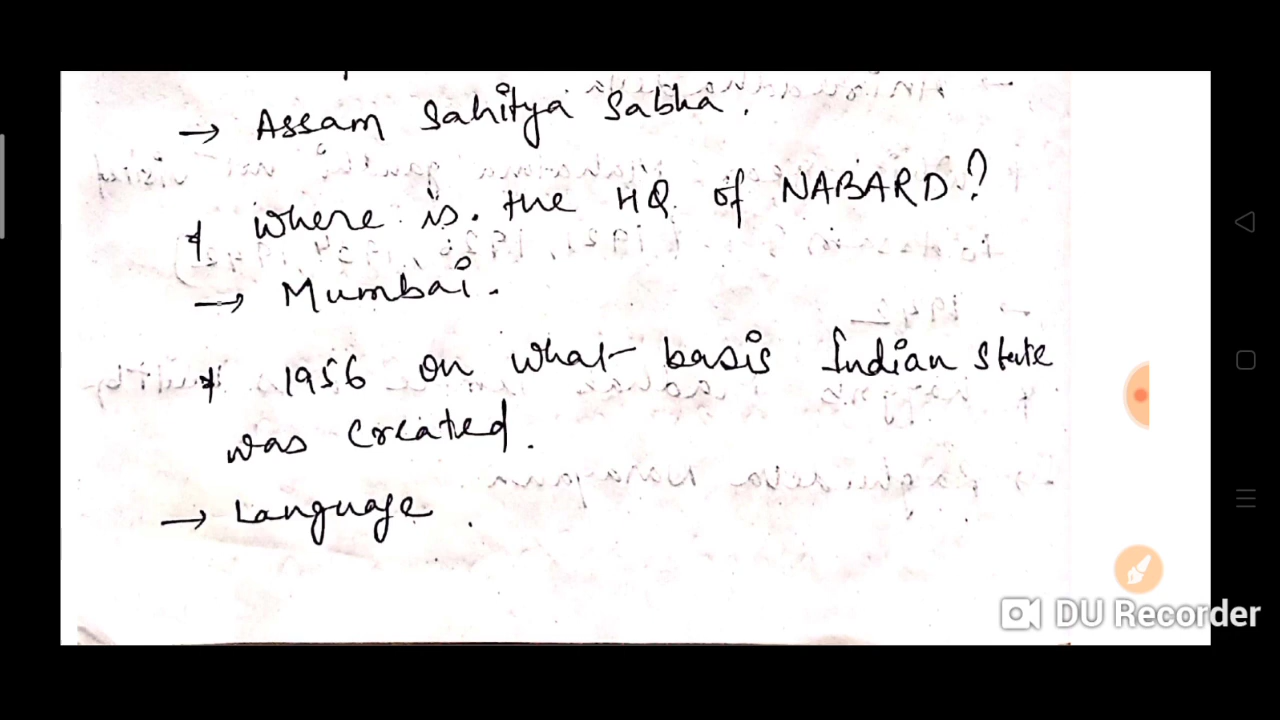 → Assam Sahitya Sabha.
* Where is the HQ of NABARD?
→ Mumbai.
* 1956 on what basis Indian State
was created.
→ Language.
DU Recorder